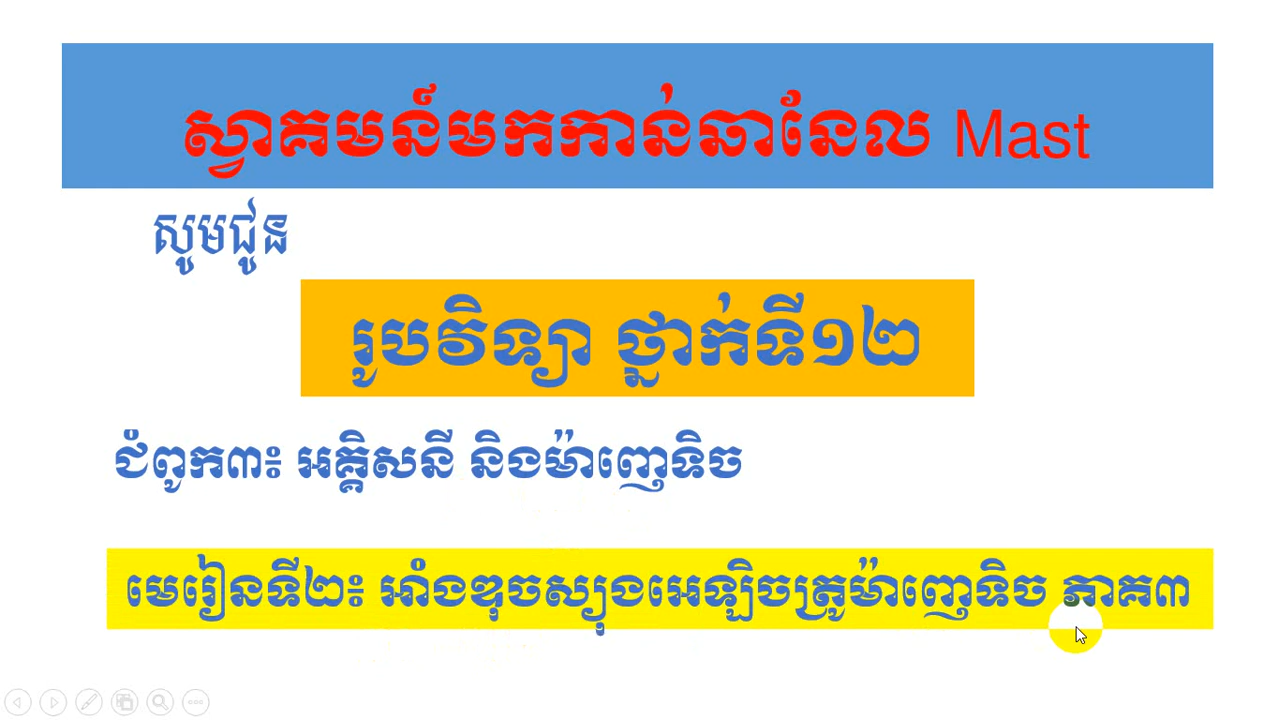 ស្វាគមន៍មកកាន់ឆានែល Mast
សូមជូន
រូបវិទ្យា ថ្នាក់ទី១២
ជំពូក៣៖ អគ្គិសនី និងម៉ាញេទិច
មេរៀនទី២៖ អាំងឌុចស្យុងអេឡិចត្រូម៉ាញេទិច ភាគ៣